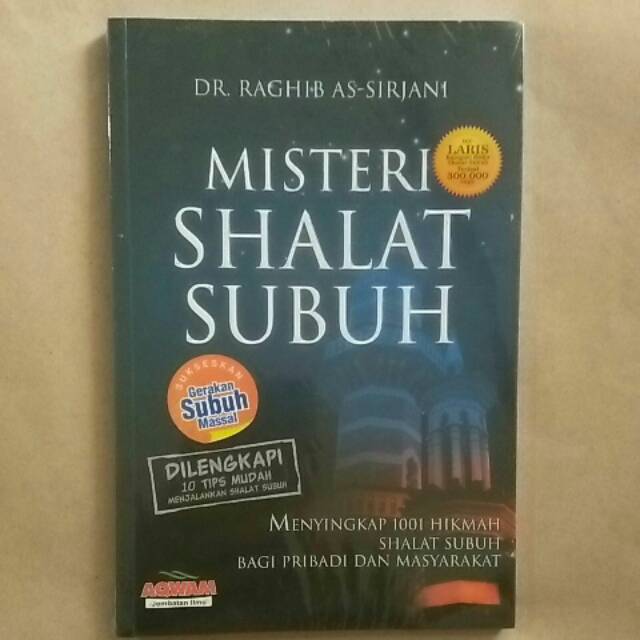 DR. RAGHIB AS-SIRJANI
MISTERI
SHALAT
SUBUH
LARIS
300.000
SUKSESKAN
Gerakan
Subuh
Massal
DILENGKAPI
10 TIPS MUDAH
MENJALANKAN SHALAT SUBUH
MENYINGKAP 1001 HIKMAH
SHALAT SUBUH
BAGI PRIBADI DAN MASYARAKAT
AQWAM
Jembatan Ilmu